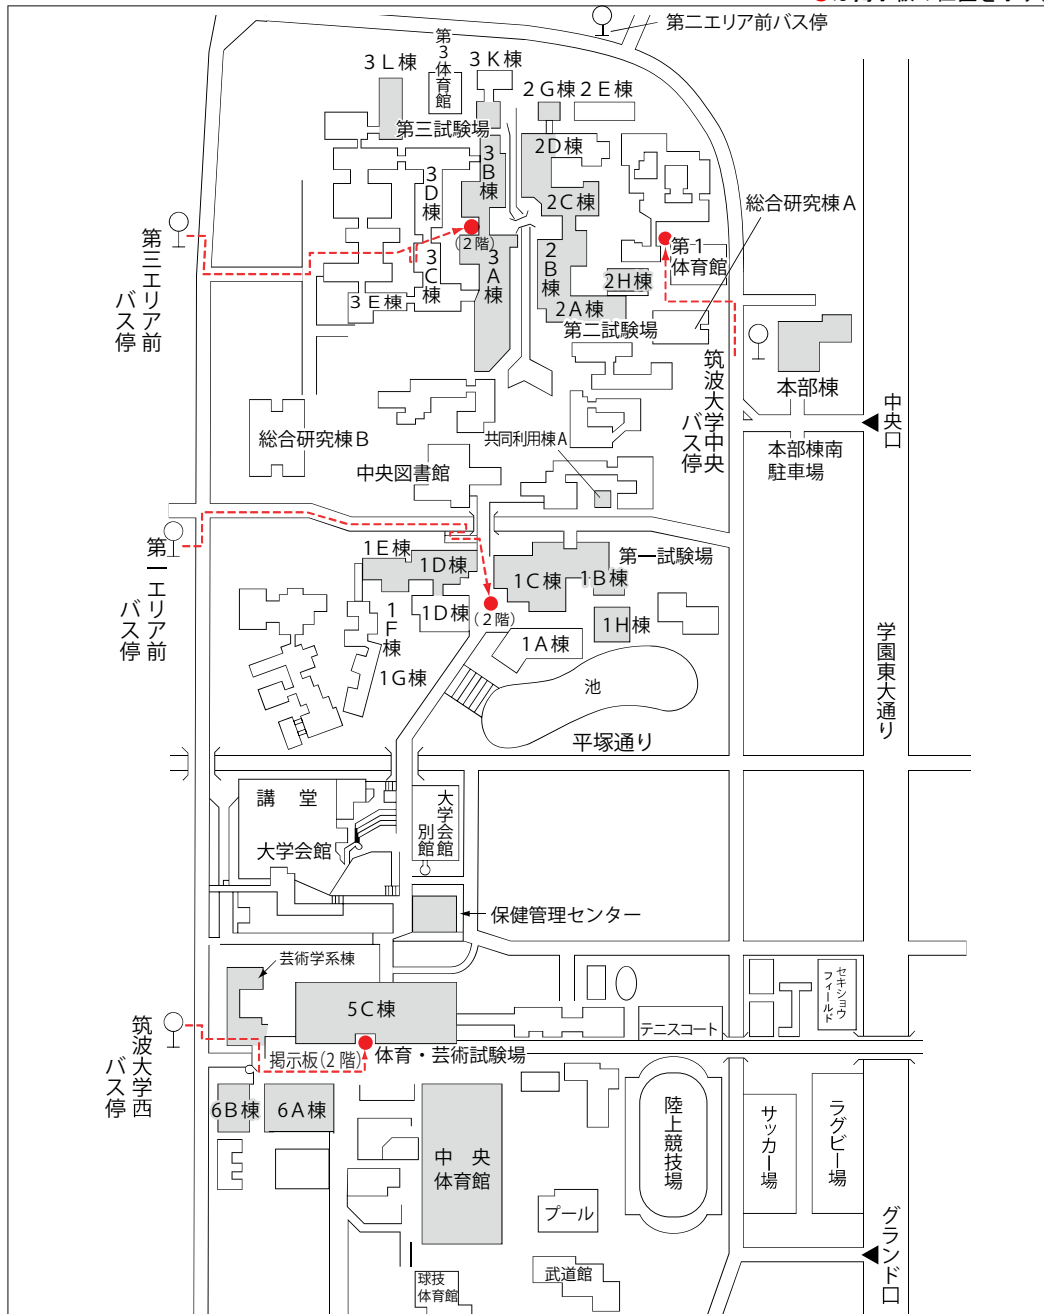 第二エリア前バス停
第3体育館
3L棟
3K棟
2G棟
2E棟
第三試験場
2D棟
3B棟
3D棟
2C棟
総合研究棟A
(2階)
第1
体育館
第三エリア前
バス停
3C棟
3A棟
2B棟
2H棟
3E棟
2A棟
第二試験場
筑波大学中央
バス停
本部棟
中央口
総合研究棟B
共同利用棟A
本部棟南
駐車場
中央図書館
第一エリア前
バス停
1E棟
1D棟
第一試験場
1C棟
1B棟
1D棟
(2階)
1F棟
1H棟
1A棟
1G棟
池
学園東大通り
平塚通り
講堂
大学会館
別館
大学会館
保健管理センター
芸術学系棟
5C棟
セキショウ
フィールド
筑波大学西
バス停
テニスコート
掲示板(2階)
体育・芸術試験場
6B棟
6A棟
陸上競技場
サッカー場
ラグビー場
中央
体育館
プール
グランド口
球技
体育館
武道館